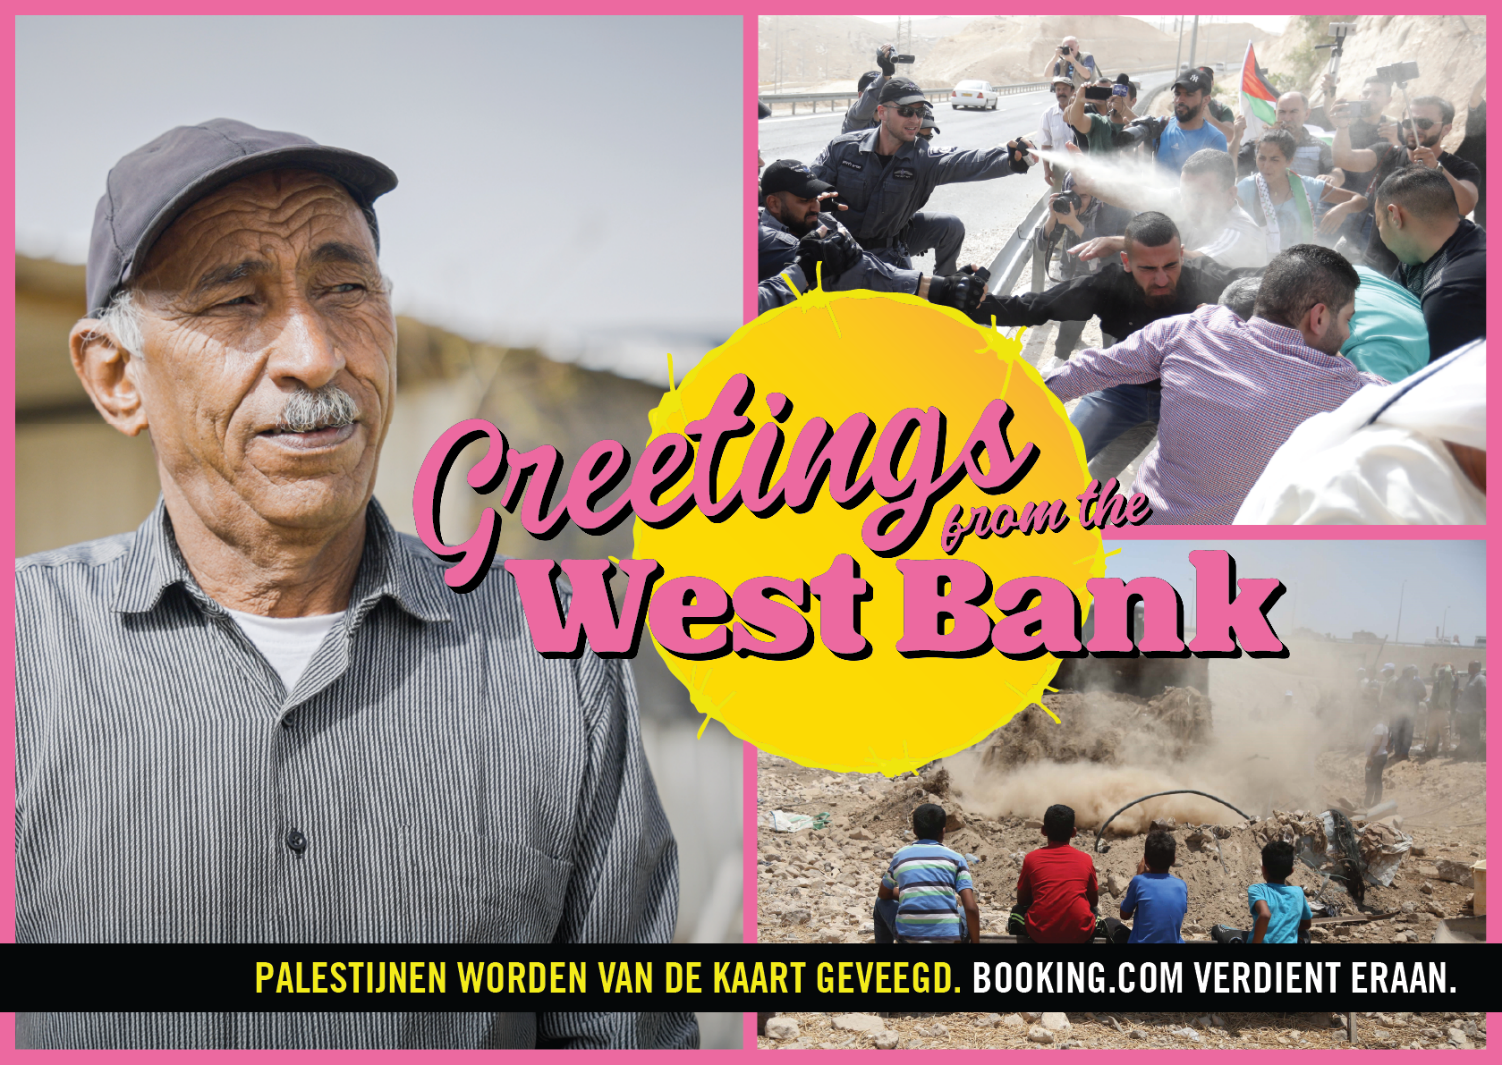 Greetings
from the
West Bank
PALESTIJNEN WORDEN VAN DE KAART GEVEEGD. BOOKING.COM VERDIENT ERAAN.